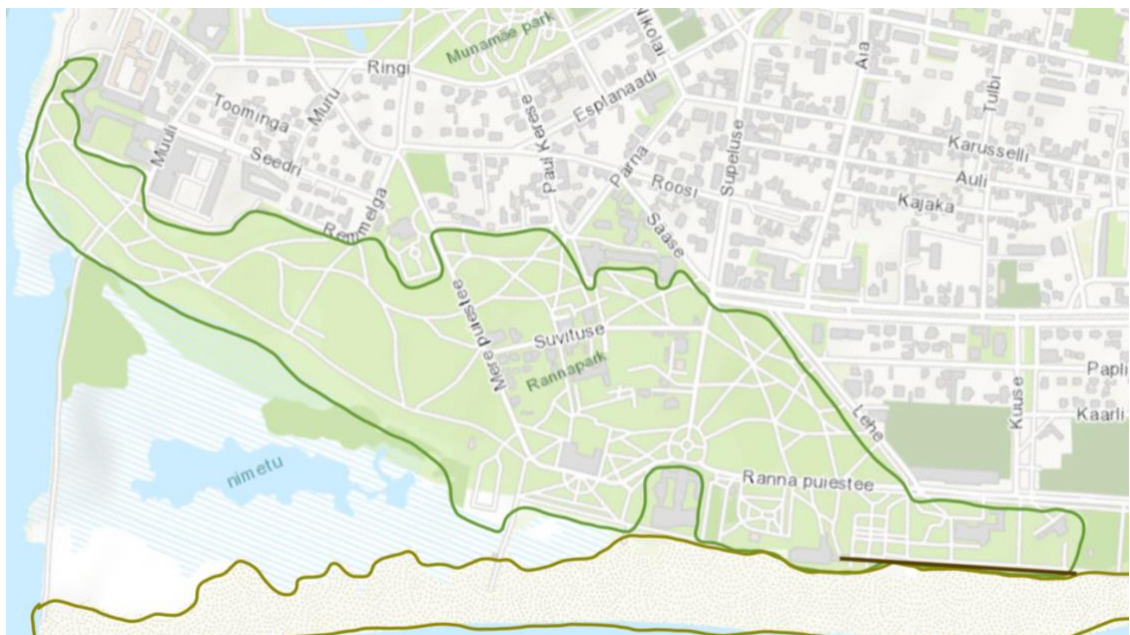 Nikolai
Munamäe park
Ringi
Aia
Esplanaadi
Tulbi
Toominga
Muru
Paul Kerese
Supeluse
Karusselli
Muuli
Seedri
Parna
Roosi
Auli
Kajaka
Remmelga
Sääse
Mere puiestee
Suvituse
Rannapark
Papli
Kuuse
Kaarli
Lehe
nimetu
Ranna puiestee